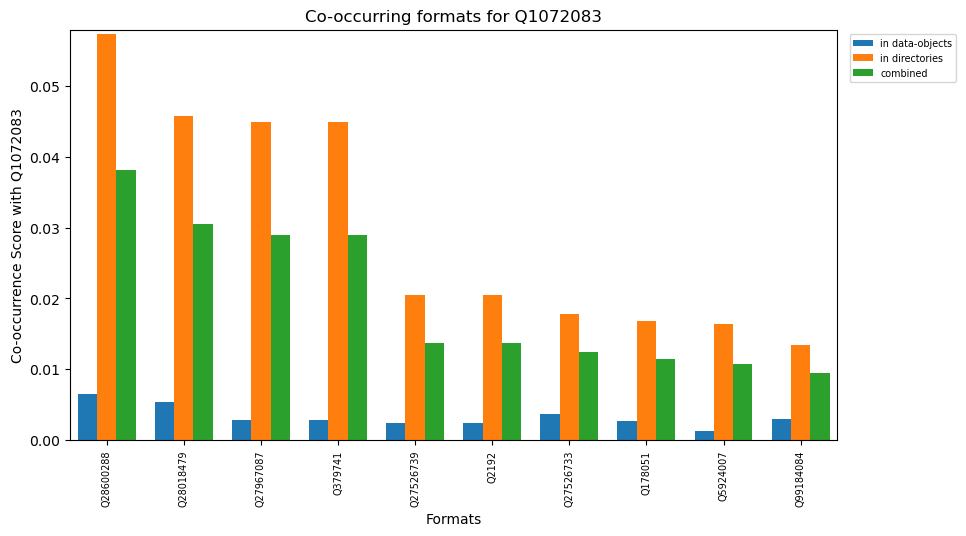 Co-occurring formats for Q1072083
in data-objects
in directories
combined
Co-occurrence Score with Q1072083
0.05
0.04
0.03
0.02
0.01
0.00
Q28600288
Q28018479
Q27967087
Q379741
Q27526739
Q2192
Q27526733
Q178051
Q5924007
Q99184084
Formats